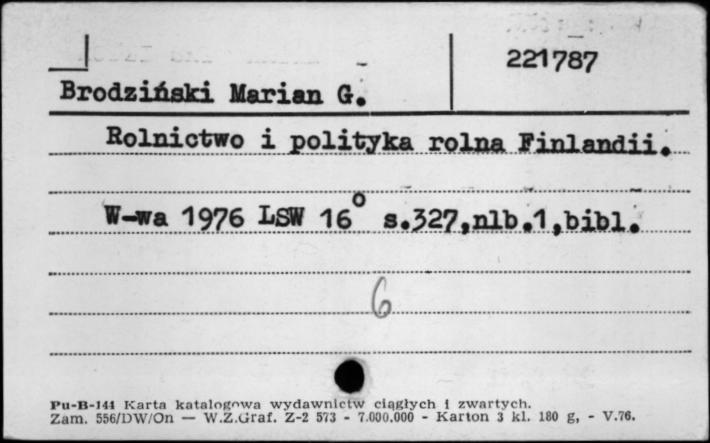 221787
Brodziński Marian G.
Rolnictwo i polityka rolna Finlandii.
W-wa 1976 LSW 16° s.327,nlb.1,bibl.
6
Pu-B-144 Karta katalogowa wydawnictw ciągłych i zwartych.
Zam. 556/DW/On — W.Z.Graf. Z-2 573 - 7.000.000 - Karton 3 kl. 180 g, - V.76.